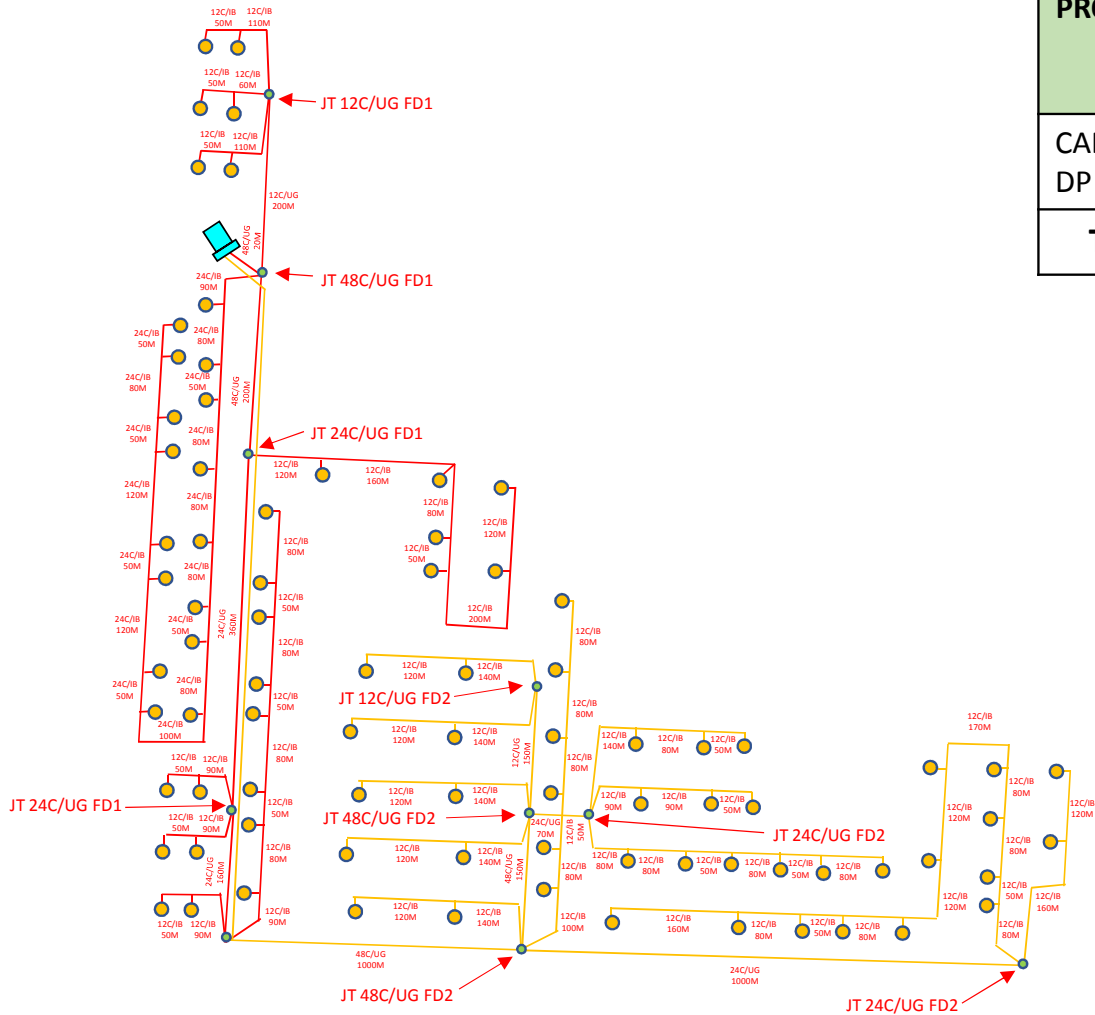 PRO
CAB
DP
12C/IB 12C/IB
50M 110M
12C/IB 12C/IB
50M 60M
JT 12C/UG FD1
12C/IB 12C/IB
50M 110M
12C/UG
200M
48C/UG
20M
JT 48C/UG FD1
24C/IB
90M
24C/IB
50M
24C/IB
80M
24C/IB
80M
24C/IB
50M
48C/UG
200M
24C/IB
50M
24C/IB
80M
JT 24C/UG FD1
12C/IB
120M
12C/IB
160M
24C/IB
120M
24C/IB
80M
12C/IB
80M
12C/IB
120M
12C/IB
80M
12C/IB
50M
24C/IB
50M
24C/IB
80M
12C/IB
50M
12C/IB
200M
24C/IB
120M
24C/IB
50M
24C/UG
360M
12C/IB
80M
12C/IB
80M
24C/IB
50M
24C/IB
80M
12C/IB
50M
24C/IB
100M
12C/IB
120M
12C/IB
140M
JT 12C/UG FD2
12C/IB
80M
12C/IB
120M
12C/IB
140M
12C/UG
150M
12C/IB
80M
12C/IB
140M
12C/IB
80M
12C/IB
50M
12C/IB
170M
12C/IB
80M
12C/IB 12C/IB
50M 90M
JT 24C/UG FD1
12C/IB
50M
12C/IB
120M
12C/IB
140M
12C/IB
90M
12C/IB
90M
12C/IB
50M
12C/IB
80M
12C/IB
120M
12C/IB
120M
JT 48C/UG FD2
24C/UG
70M
12C/IB
50M
JT 24C/UG FD2
12C/IB 12C/IB
50M 90M
24C/UG
160M
12C/IB
80M
12C/IB
120M
12C/IB
140M
48C/UG
150M
12C/IB
80M
12C/IB
80M
12C/IB
80M
12C/IB
50M
12C/IB
80M
12C/IB
50M
12C/IB
80M
12C/IB
80M
12C/IB
50M
12C/IB
120M
12C/IB
160M
12C/IB 12C/IB
50M 90M
12C/IB
90M
12C/IB
120M
12C/IB
140M
12C/IB
100M
12C/IB
160M
12C/IB
80M
12C/IB
50M
12C/IB
80M
12C/IB
80M
48C/UG
1000M
24C/UG
1000M
JT 48C/UG FD2
JT 24C/UG FD2